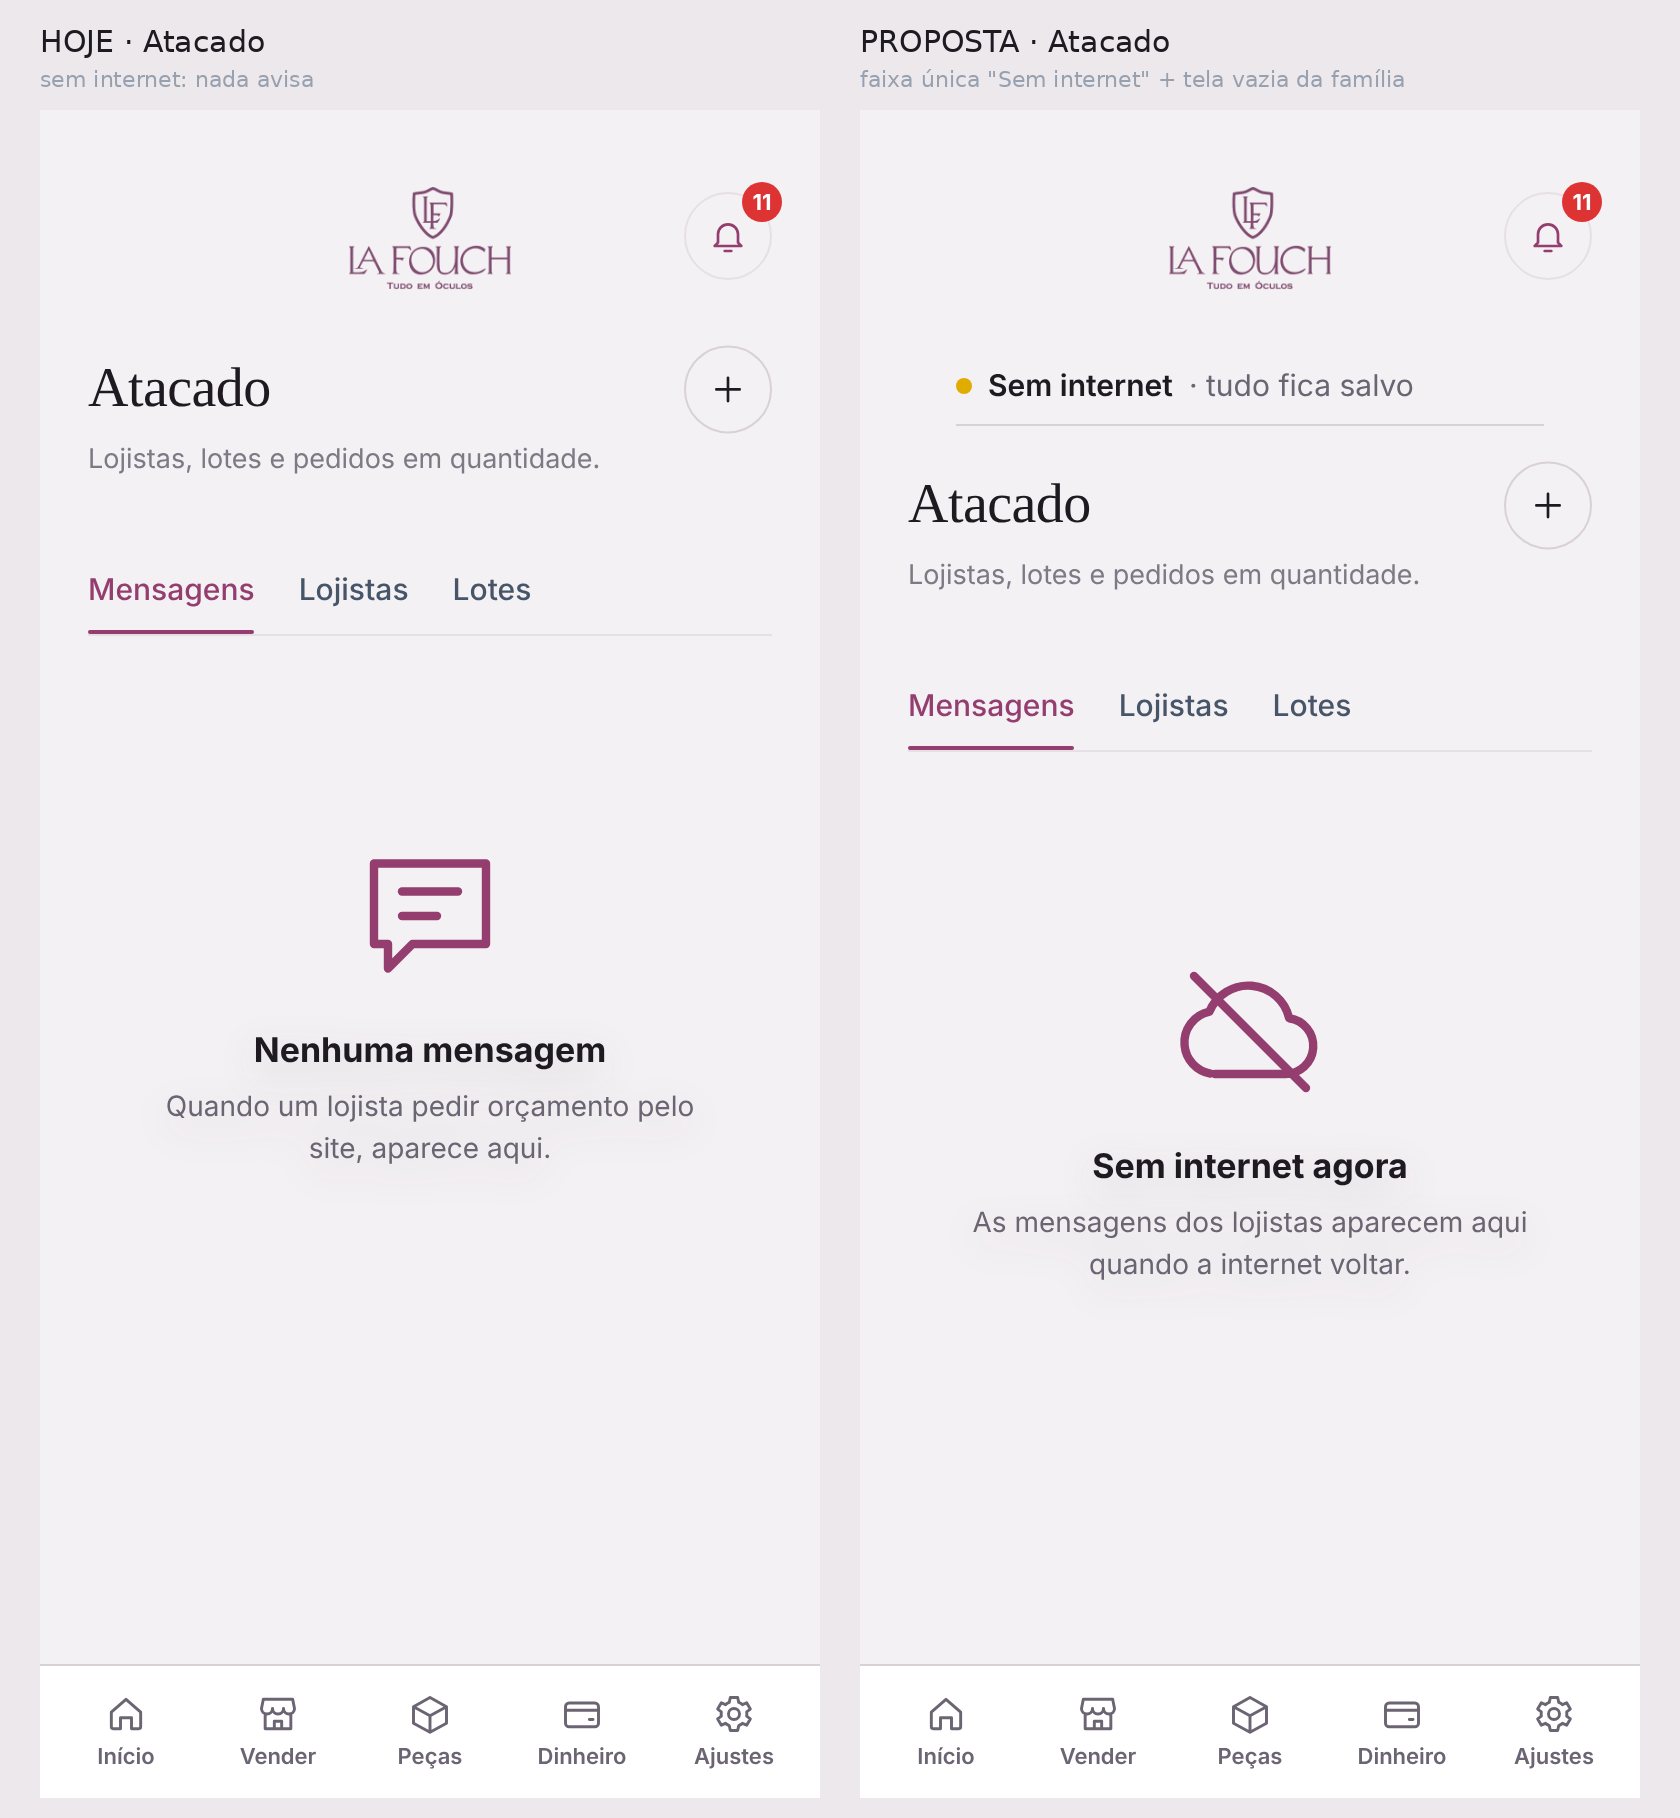 HOJE · Atacado
sem internet: nada avisa
LF
LA FOUCH
TUDO EM ÓCULOS
11
Atacado
Lojistas, lotes e pedidos em quantidade.
Mensagens Lojistas Lotes
Nenhuma mensagem
Quando um lojista pedir orçamento pelo
site, aparece aqui.
Início Vender Peças Dinheiro Ajustes
PROPOSTA · Atacado
faixa única "Sem internet" + tela vazia da família
LF
LA FOUCH
TUDO EM ÓCULOS
11
Sem internet · tudo fica salvo
Atacado
Lojistas, lotes e pedidos em quantidade.
Mensagens Lojistas Lotes
Sem internet agora
As mensagens dos lojistas aparecem aqui
quando a internet voltar.
Início Vender Peças Dinheiro Ajustes